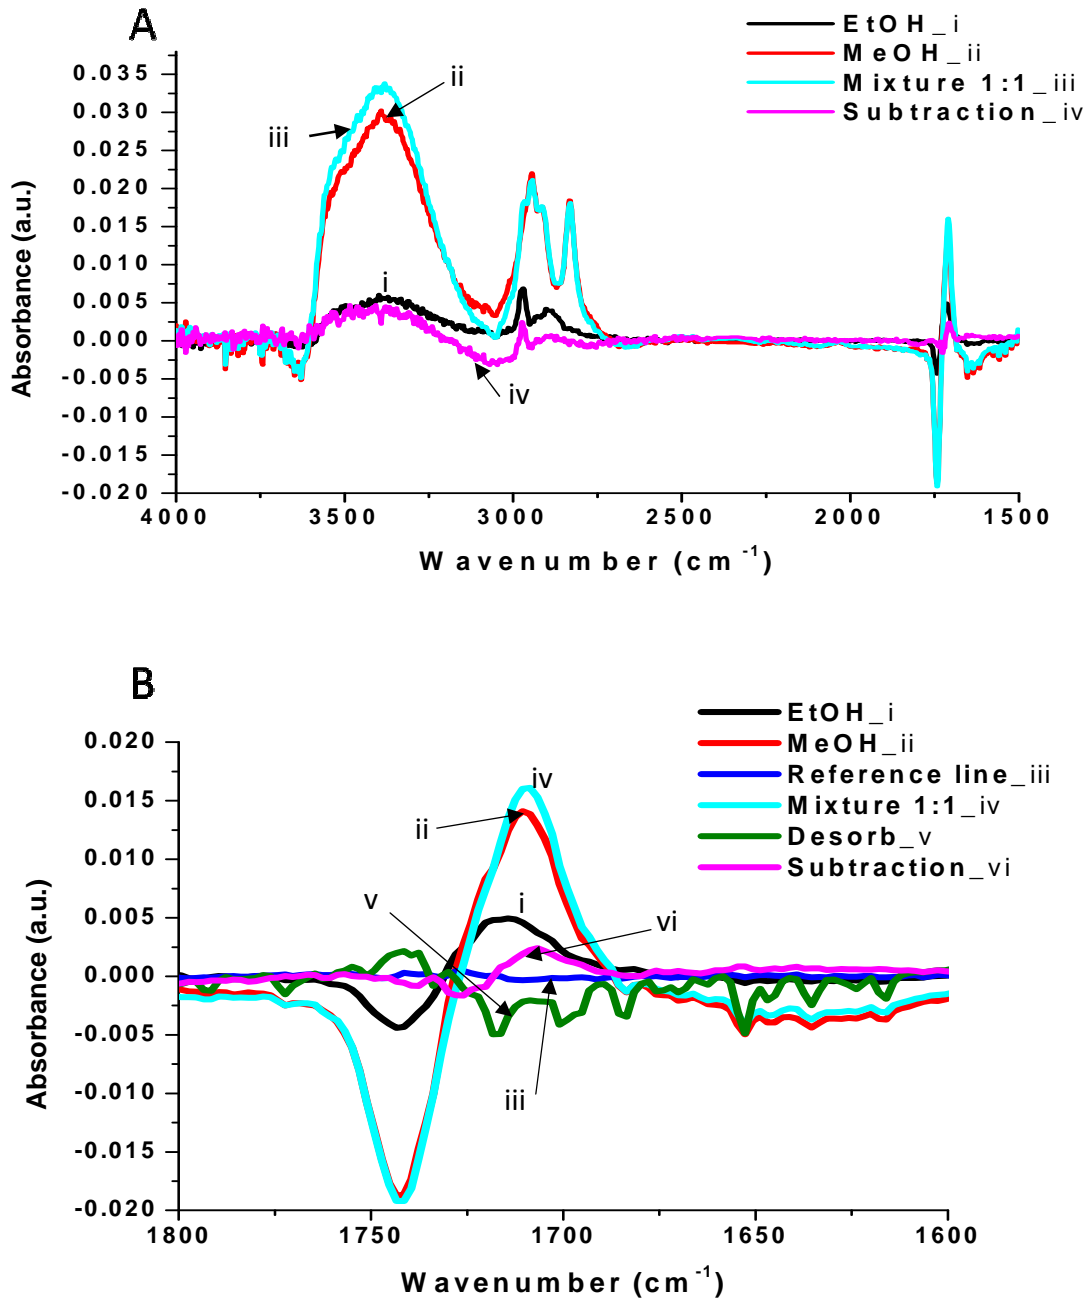 A
EtOH_i
MeOH_ii
Mixture 1:1_iii
Subtraction_iv
0.035
0.030
0.025
0.020
0.015
0.010
0.005
0.000
-0.005
-0.010
-0.015
-0.020
Absorbance (a.u.)
ii
iii
i
iv
4000
3500
3000
2500
2000
1500
Wavenumber (cm-1)
B
EtOH_i
MeOH_ii
Reference line_iii
Mixture 1:1_iv
Desorb_v
Subtraction_vi
0.020
0.015
0.010
0.005
0.000
-0.005
-0.010
-0.015
-0.020
Absorbance (a.u.)
iv
ii
v
i
vi
iii
1800
1750
1700
1650
1600
Wavenumber (cm-1)